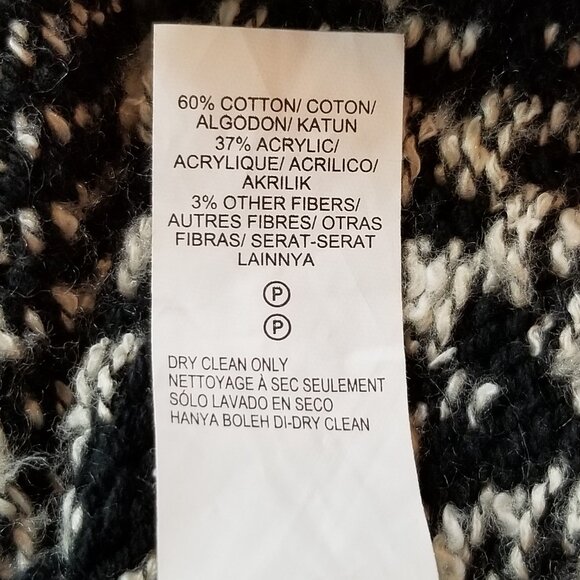 60% COTTON/ COTON/
ALGODON/ KATUN
37% ACRYLIC/
ACRYLIQUE/ ACRILICO/
AKRILIK
3% OTHER FIBERS/
AUTRES FIBRES/ OTRAS
FIBRAS/ SERAT-SERAT
LAINNYA
P
P
DRY CLEAN ONLY
NETTOYAGE À SEC SEULEMENT
SÓLO LAVADO EN SECO
HANYA BOLEH DI-DRY CLEAN